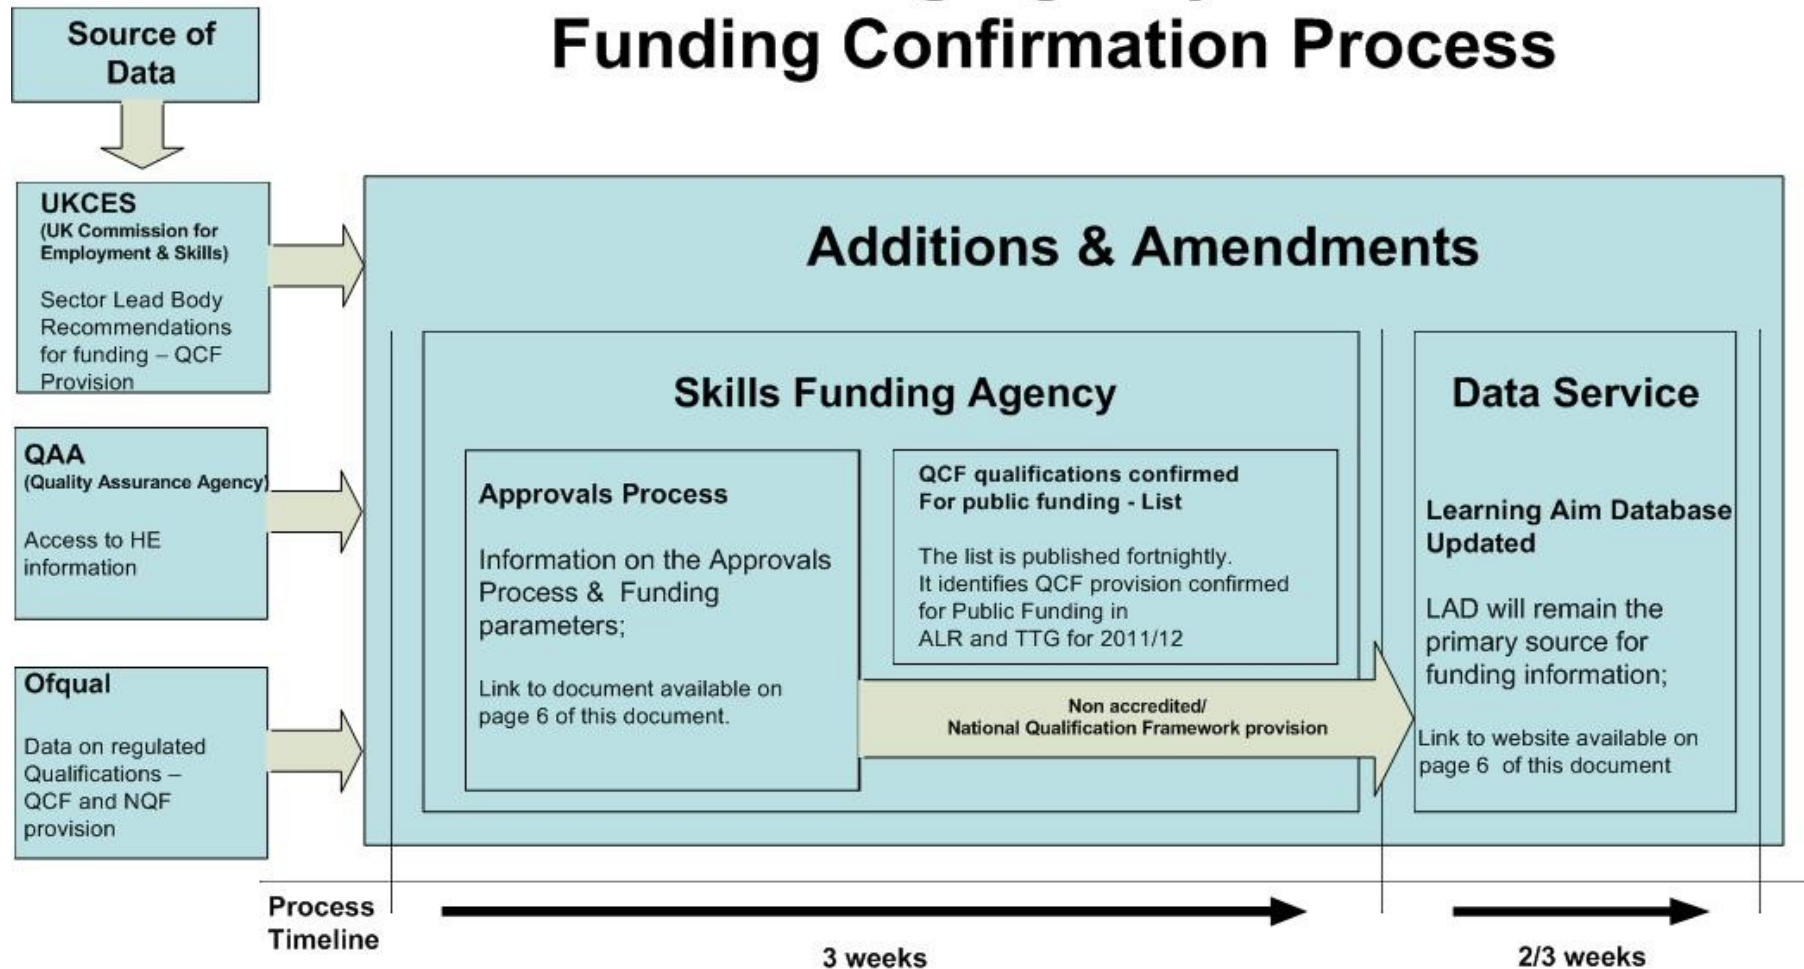 Funding Confirmation Process
Source of
Data
UKCES
(UK Commission for
Employment & Skills)
Sector Lead Body
Recommendations
for funding – QCF
Provision
QAA
(Quality Assurance Agency)
Access to HE
information
Ofqual
Data on regulated
Qualifications –
QCF and NQF
provision
Additions & Amendments
Skills Funding Agency
Approvals Process
Information on the Approvals
Process & Funding
parameters;
Link to document available on
page 6 of this document.
QCF qualifications confirmed
For public funding - List
The list is published fortnightly.
It identifies QCF provision confirmed
for Public Funding in
ALR and TTG for 2011/12
Non accredited/
National Qualification Framework provision
Data Service
Learning Aim Database
Updated
LAD will remain the
primary source for
funding information;
Link to website available on
page 6 of this document
Process
Timeline
3 weeks
2/3 weeks